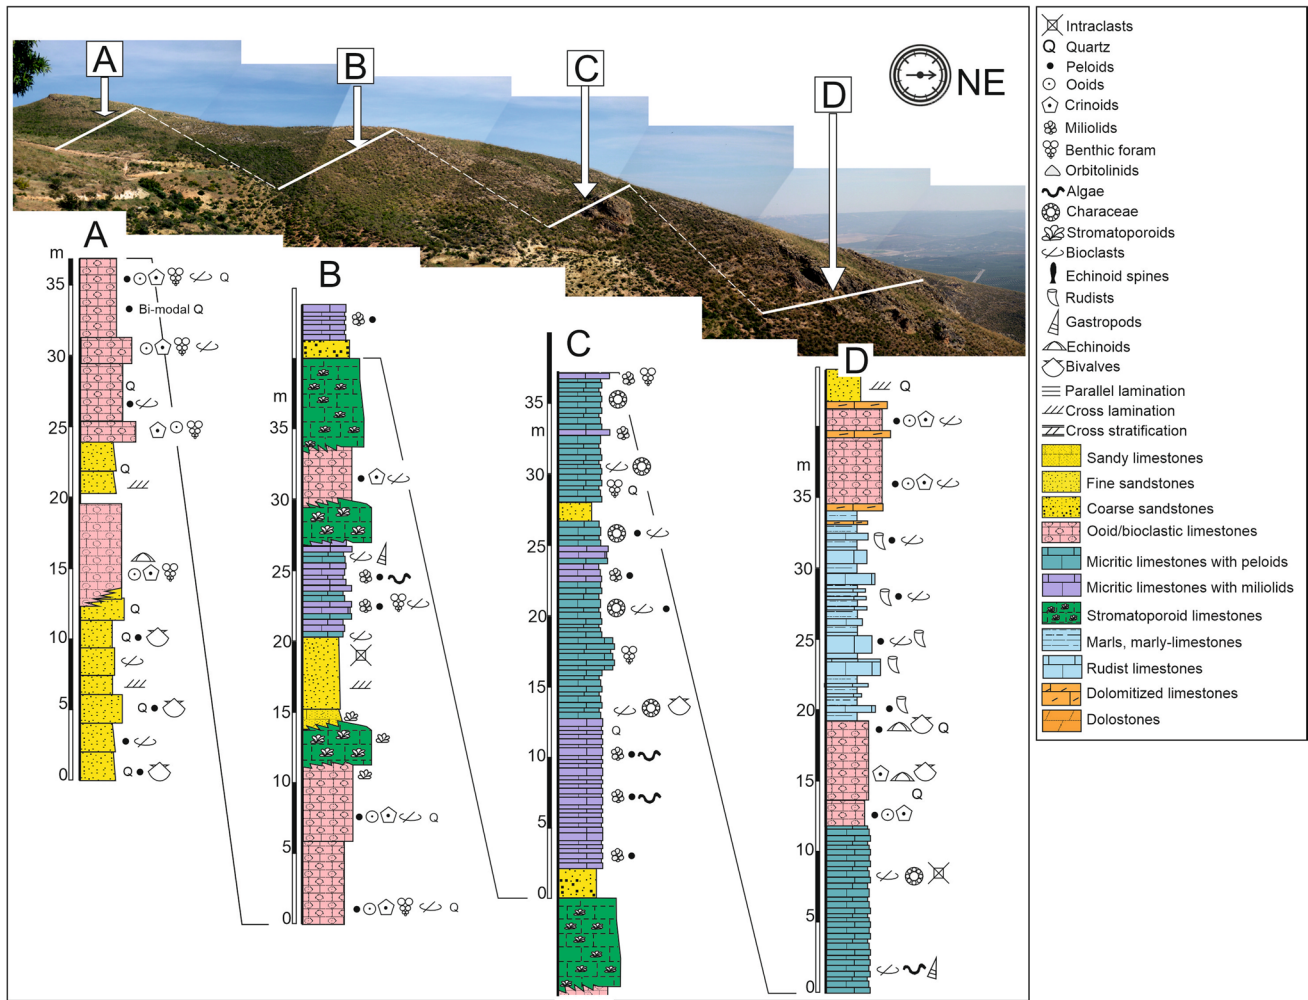 A
B
C
D
NE
A
m
35
30
25
20
15
10
5
0
Bi-modal Q
Q
Q
Q
Q
Q
Q
Q
Q
B
m
35
30
25
20
15
10
5
0
Q
Q
C
35
m
30
25
20
15
10
5
0
Q
Q
D
m
35
30
25
20
15
10
5
0
Q
Q
Q
Intraclasts
Q Quartz
Peloids
Ooids
Crinoids
Miliolids
Benthic foram
Orbitolinids
Algae
Characeae
Stromatoporoids
Bioclasts
Echinoid spines
Rudists
Gastropods
Echinoids
Bivalves
Parallel lamination
Cross lamination
Cross stratification
Sandy limestones
Fine sandstones
Coarse sandstones
Ooid/bioclastic limestones
Micritic limestones with peloids
Micritic limestones with miliolids
Stromatoporoid limestones
Marls, marly-limestones
Rudist limestones
Dolomitized limestones
Dolostones